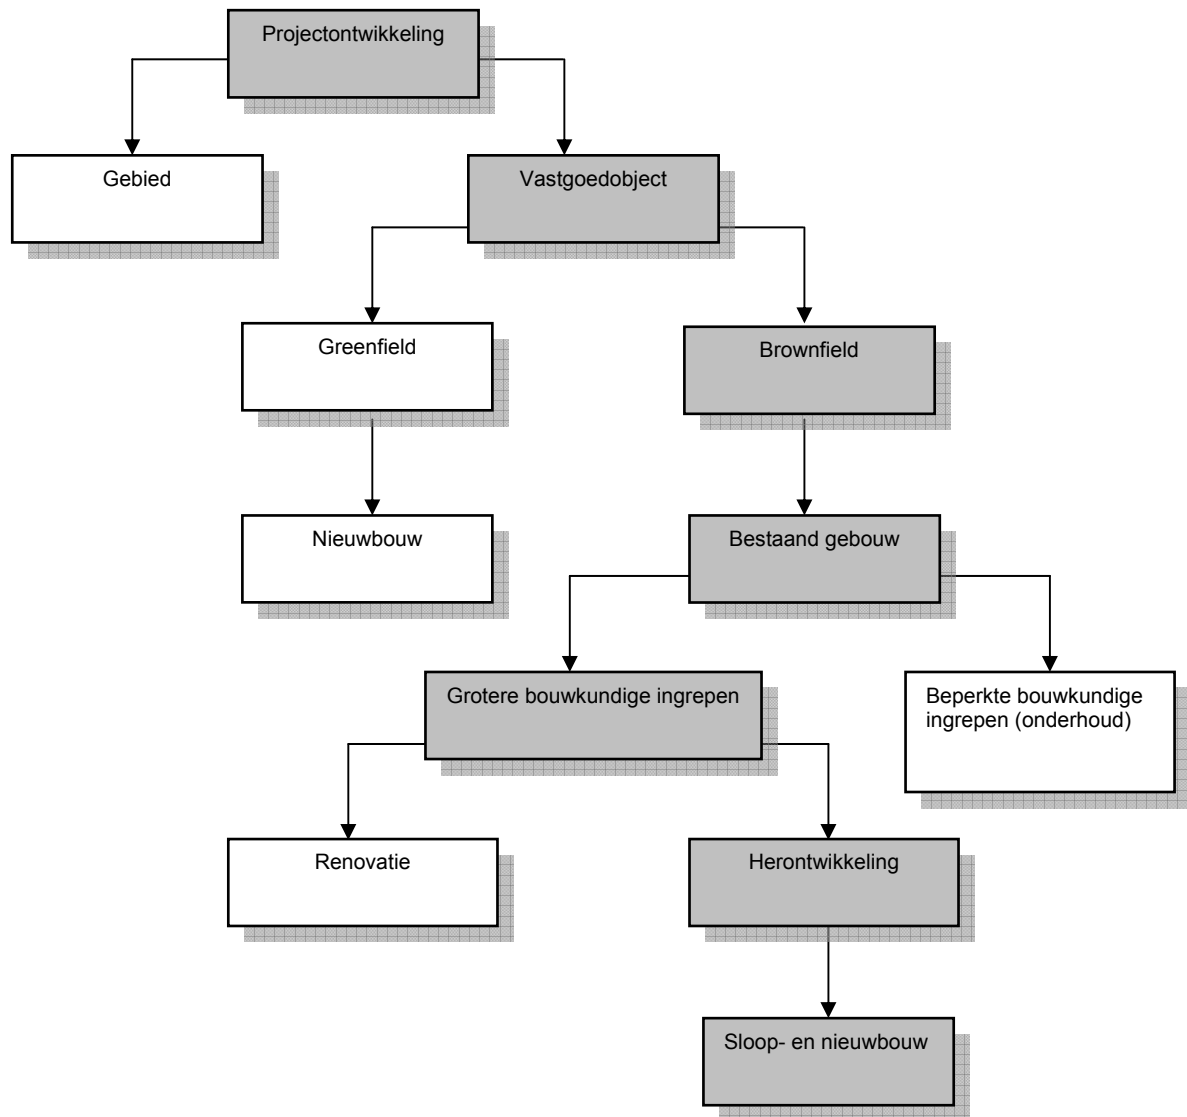 Projectontwikkeling
Gebied
Vastgoedobject
Greenfield
Brownfield
Nieuwbouw
Bestaand gebouw
Grotere bouwkundige ingrepen
Beperkte bouwkundige
ingrepen (onderhoud)
Renovatie
Herontwikkeling
Sloop- en nieuwbouw